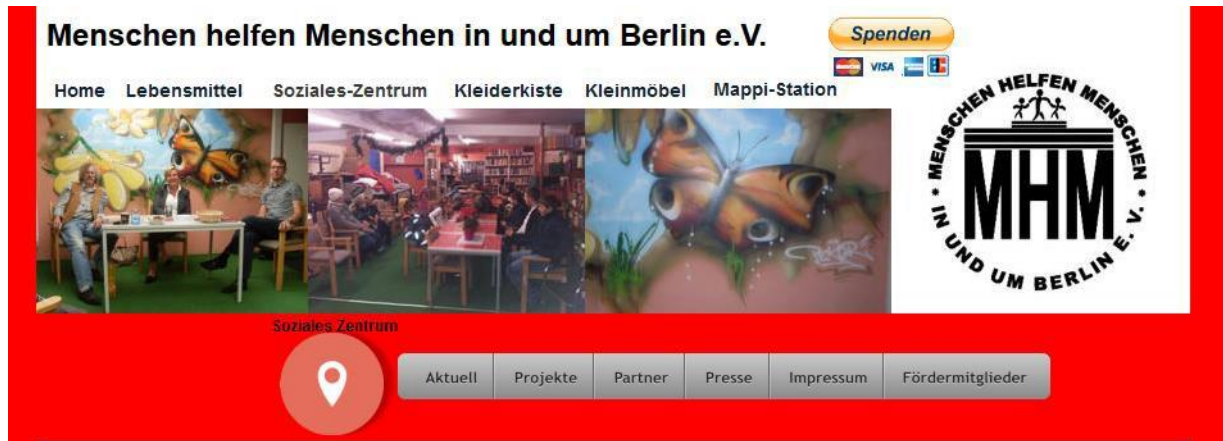 Menschen helfen Menschen in und um Berlin e.V.
Spenden
VISA
Home Lebensmittel Soziales-Zentrum Kleiderkiste Kleinmöbel Mappi-Station
• MENSCHEN HELFEN MENSCHEN •
MHM
IN UND UM BERLIN E. V.
Soziales Zentrum
Aktuell Projekte Partner Presse Impressum Fördermitglieder